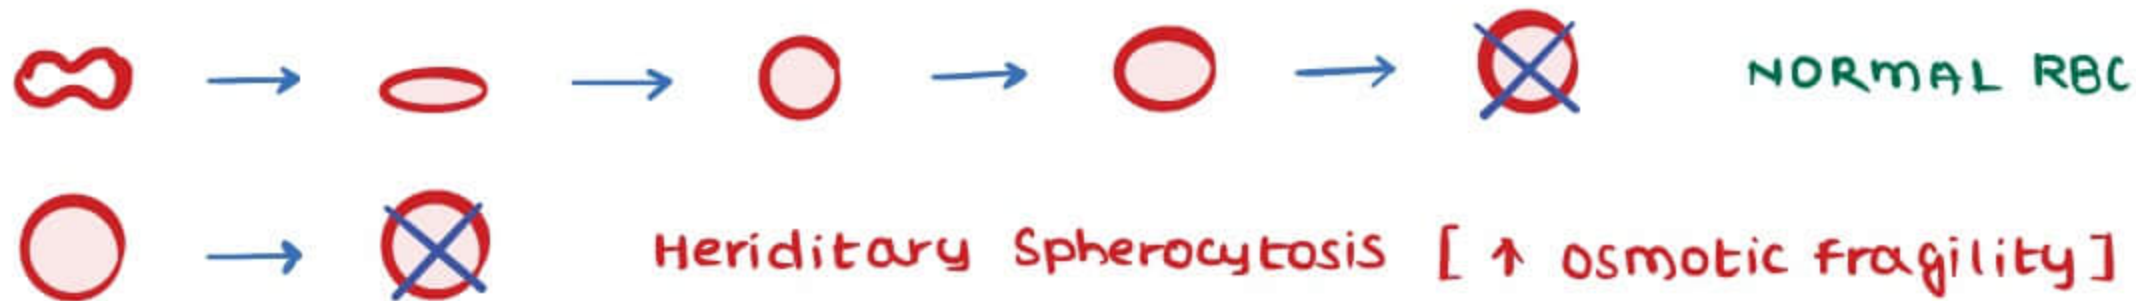 NORMAL RBC
Heriditary Spherocytosis [ ↑ osmotic fragility ]